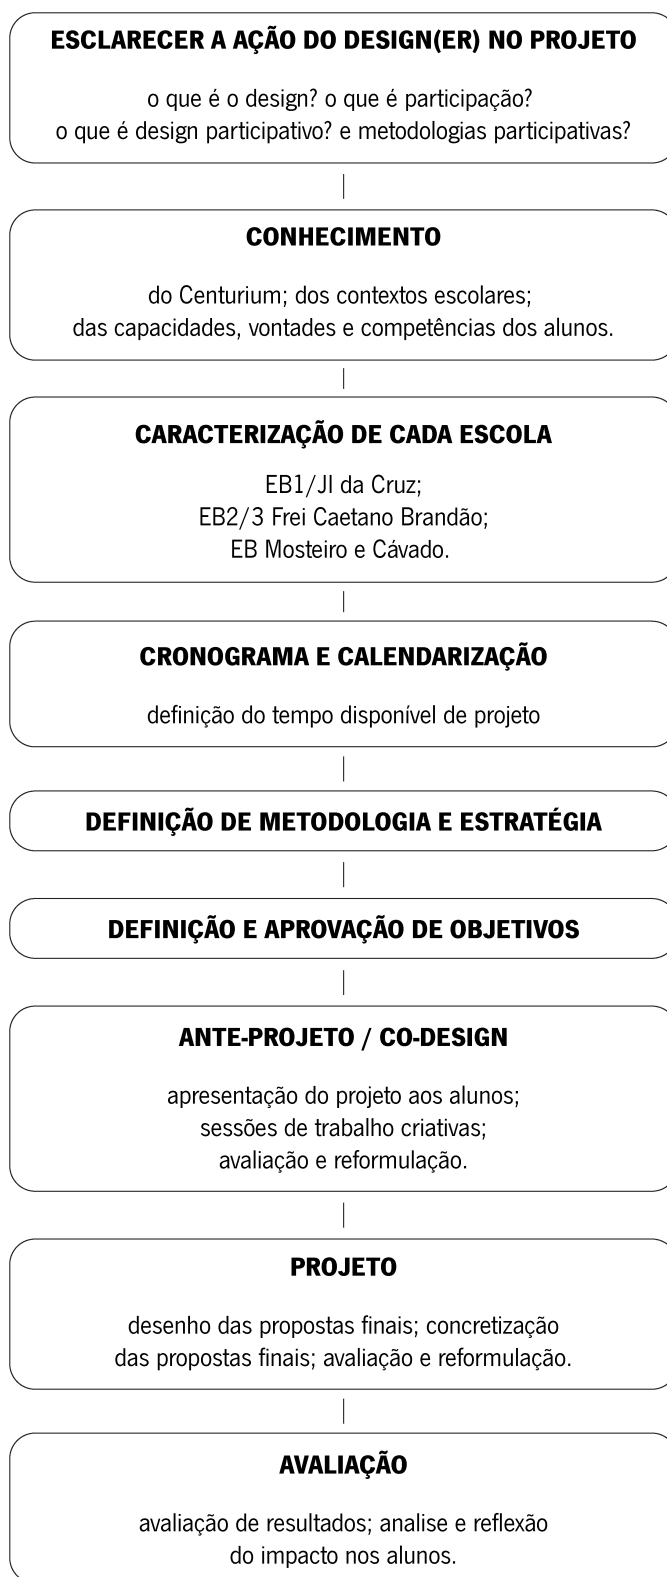 ESCLARECER A AÇÃO DO DESIGN(ER) NO PROJETO
o que é o design? o que é participação?
o que é design participativo? e metodologias participativas?
CONHECIMENTO
do Centurium; dos contextos escolares;
das capacidades, vontades e competências dos alunos.
CARACTERIZAÇÃO DE CADA ESCOLA
EB1/JI da Cruz;
EB2/3 Frei Caetano Brandão;
EB Mosteiro e Cávado.
CRONOGRAMA E CALENDARIZAÇÃO
definição do tempo disponível de projeto
DEFINIÇÃO DE METODOLOGIA E ESTRATÉGIA
DEFINIÇÃO E APROVAÇÃO DE OBJETIVOS
ANTE-PROJETO / CO-DESIGN
apresentação do projeto aos alunos;
sessões de trabalho criativas;
avaliação e reformulação.
PROJETO
desenho das propostas finais; concretização
das propostas finais; avaliação e reformulação.
AVALIAÇÃO
avaliação de resultados; analise e reflexão
do impacto nos alunos.